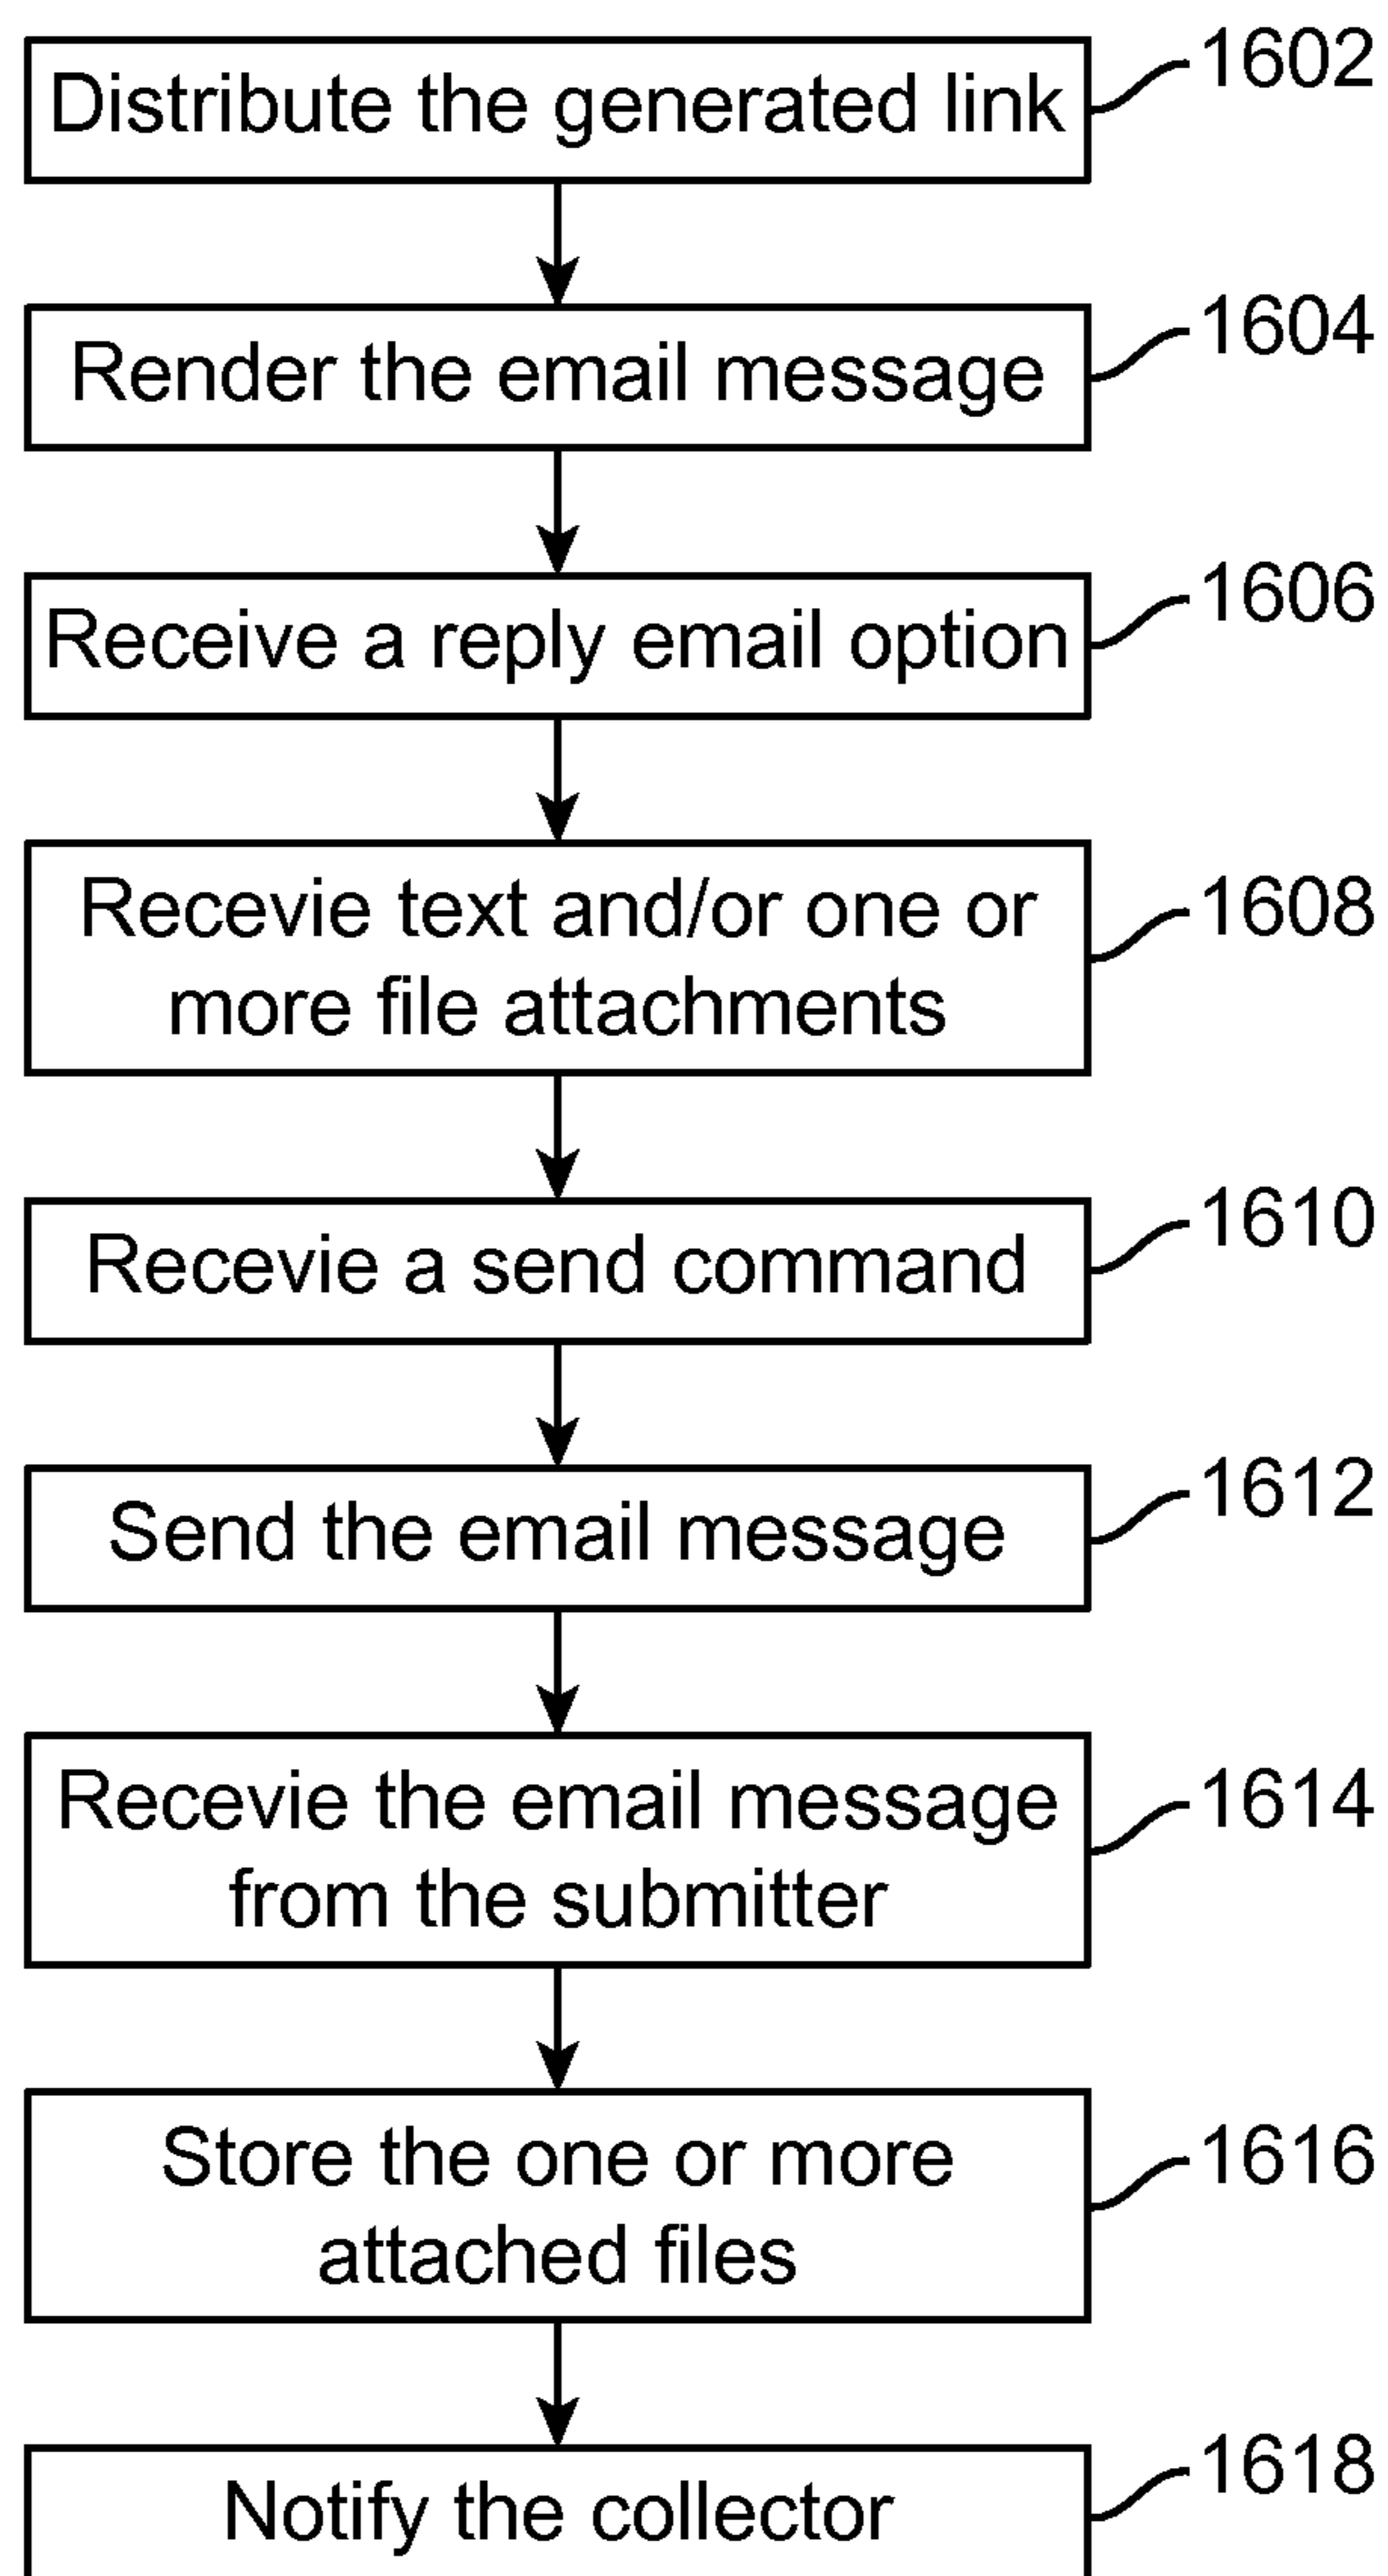 Distribute the generated link
1602
Render the email message
1604
Receive a reply email option
1606
Recevie text and/or one or
more file attachments
1608
Recevie a send command
1610
Send the email message
1612
Recevie the email message
from the submitter
1614
Store the one or more
attached files
1616
Notify the collector
1618